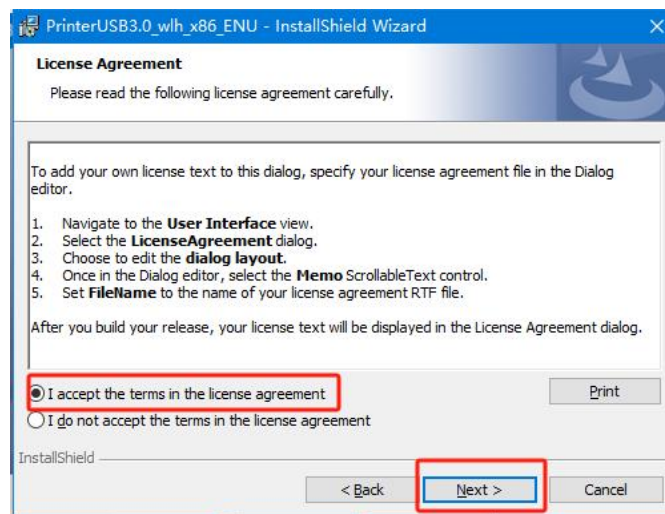 PrinterUSB3.0_wlh_x86_ENU - InstallShield Wizard
License Agreement
Please read the following license agreement carefully.
To add your own license text to this dialog, specify your license agreement file in the Dialog
editor.
1. Navigate to the User Interface view.
2. Select the LicenseAgreement dialog.
3. Choose to edit the dialog layout.
4. Once in the Dialog editor, select the Memo ScrollableText control.
5. Set FileName to the name of your license agreement RTF file.
After you build your release, your license text will be displayed in the License Agreement dialog.
I accept the terms in the license agreement
Print
I do not accept the terms in the license agreement
InstallShield
< Back
Next >
Cancel